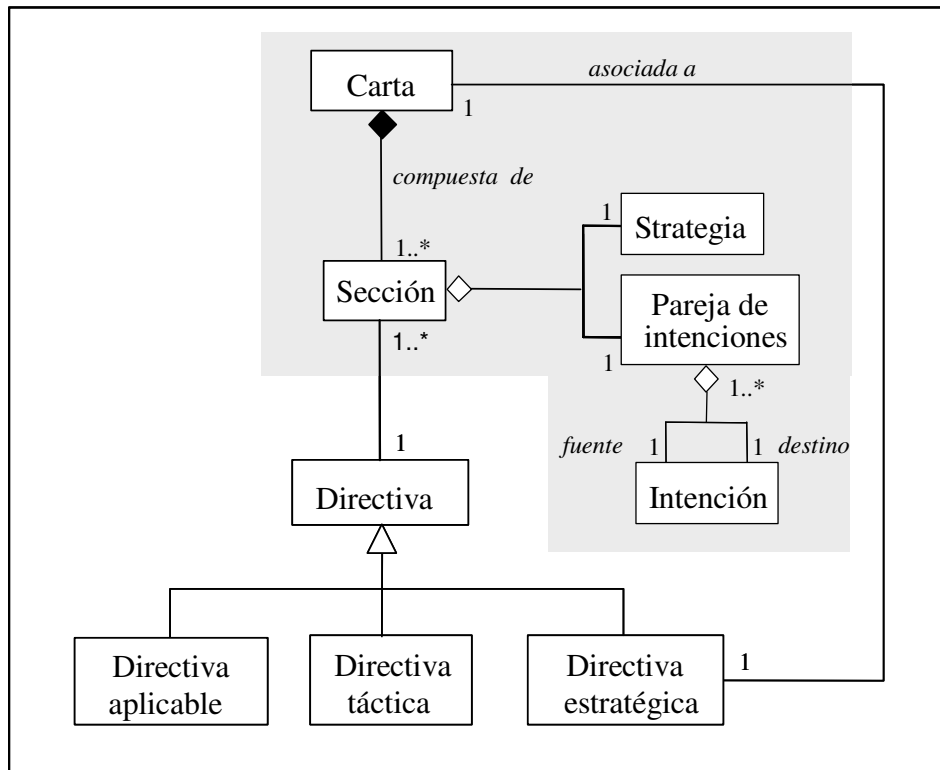 asociada a
Carta
1
compuesta de
1
Strategia
1..*
Sección
Pareja de
intenciones
1..*
1
1..*
fuente
1
1
destino
1
Directiva
Intención
Directiva
aplicable
Directiva
táctica
Directiva
estratégica
1